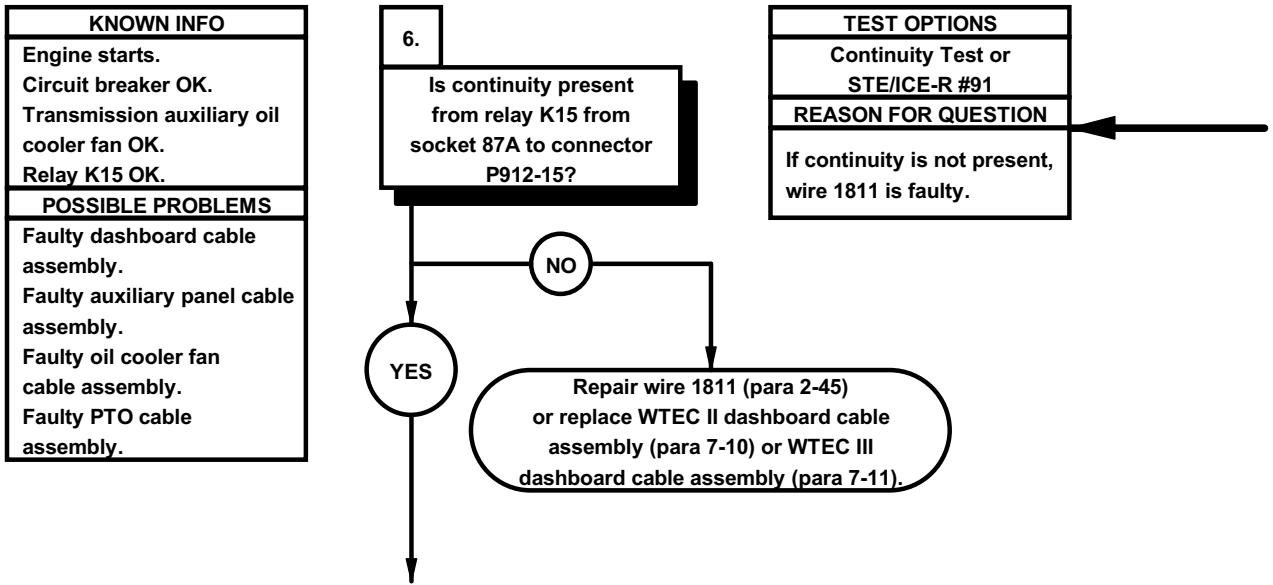 KNOWN INFO
Engine starts.
Circuit breaker OK.
Transmission auxiliary oil
cooler fan OK.
Relay K15 OK.
POSSIBLE PROBLEMS
Faulty dashboard cable
assembly.
Faulty auxiliary panel cable
assembly.
Faulty oil cooler fan
cable assembly.
Faulty PTO cable
assembly.
6.
Is continuity present
from relay K15 from
socket 87A to connector
P912-15?
NO
YES
Repair wire 1811 (para 2-45)
or replace WTEC II dashboard cable
assembly (para 7-10) or WTEC III
dashboard cable assembly (para 7-11).
TEST OPTIONS
Continuity Test or
STE/ICE-R #91
REASON FOR QUESTION
If continuity is not present,
wire 1811 is faulty.